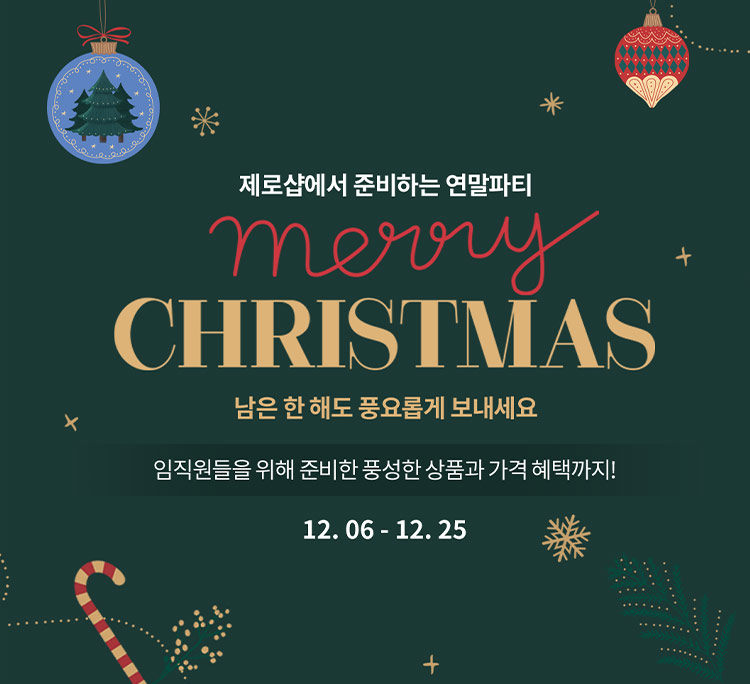 제로샵에서 준비하는 연말파티
merry
CHRISTMAS
남은 한 해도 풍요롭게 보내세요
임직원들을 위해 준비한 풍성한 상품과 가격 혜택까지!
12. 06 - 12. 25